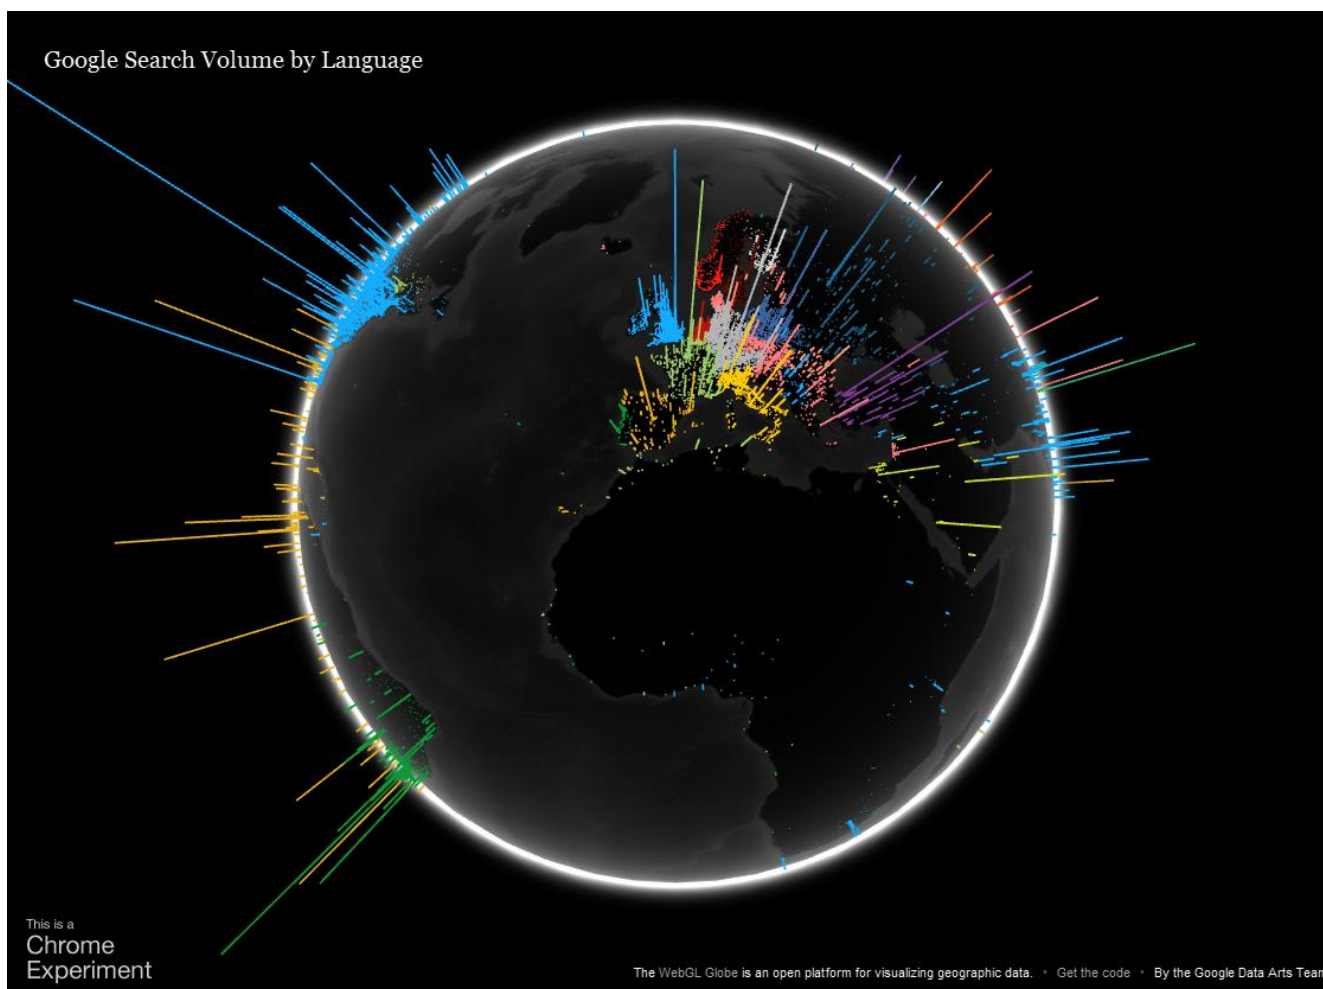 Google Search Volume by Language
This is a
Chrome
Experiment
The WebGL Globe is an open platform for visualizing geographic data. • Get the code • By the Google Data Arts Team